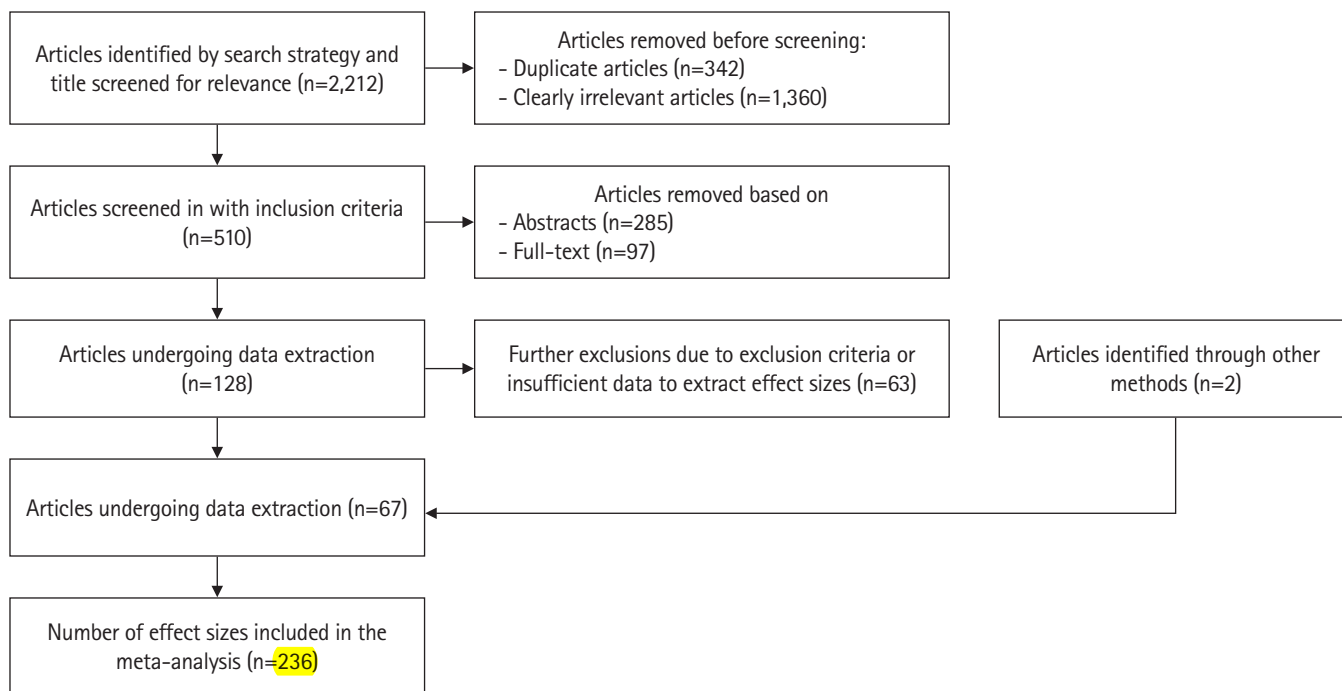 Articles identified by search strategy and
title screened for relevance (n=2,212)
Articles removed before screening:
- Duplicate articles (n=342)
- Clearly irrelevant articles (n=1,360)
Articles screened in with inclusion criteria
(n=510)
Articles removed based on
- Abstracts (n=285)
- Full-text (n=97)
Articles undergoing data extraction
(n=128)
Further exclusions due to exclusion criteria or
insufficient data to extract effect sizes (n=63)
Articles identified through other
methods (n=2)
Articles undergoing data extraction (n=67)
Number of effect sizes included in the
meta-analysis (n=236)